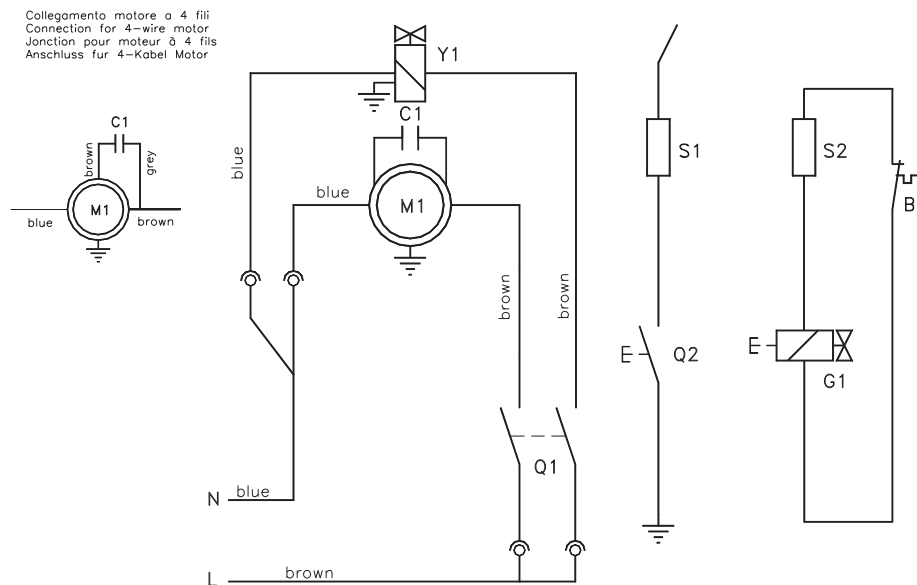 Collegamento motore a 4 fili
Connection for 4-wire motor
Jonction pour moteur à 4 fils
Anschluss fur 4-Kabel Motor
Y1
C1
C1
brown
grey
blue
blue
M1
M1
S1
S2
B
blue
brown
brown
brown
E
Q2
E
G1
Q1
N
blue
L
brown